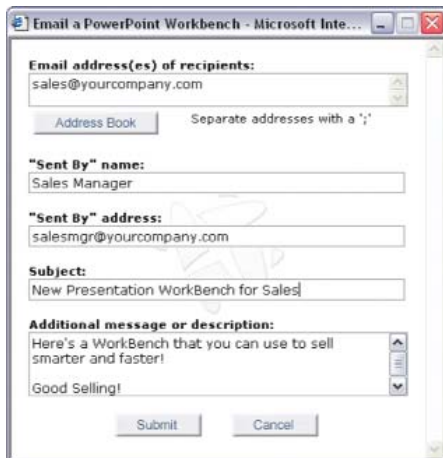 Email a PowerPoint Workbench - Microsoft Inte...
Email address(es) of recipients:
sales@yourcompany.com
Address Book
Separate addresses with a ';'
"Sent By" name:
Sales Manager
"Sent By" address:
salesmgr@yourcompany.com
Subject:
New Presentation WorkBench for Sales
Additional message or description:
Here's a WorkBench that you can use to sell
smarter and faster!
Good Selling!
Submit
Cancel